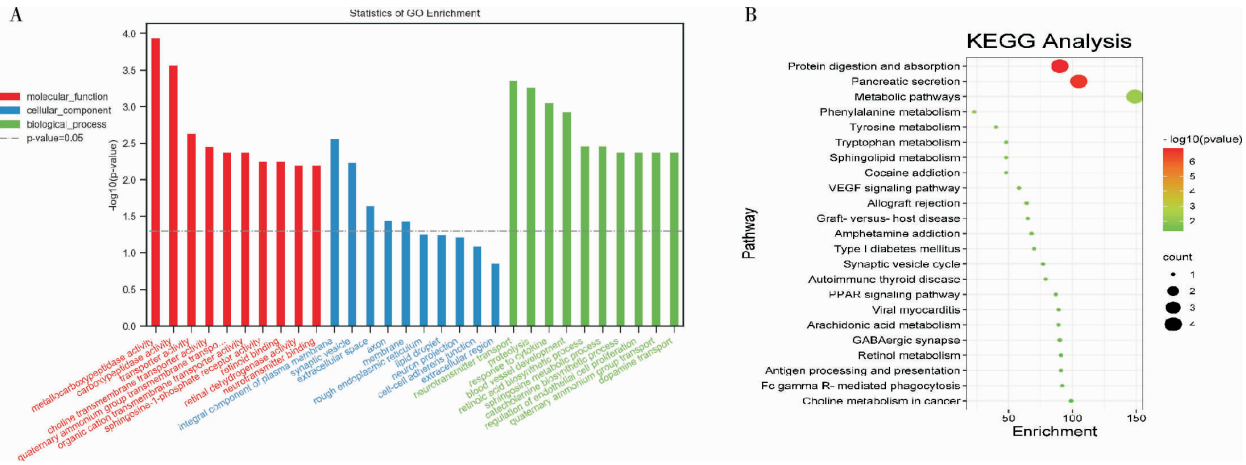 A
Statistics of GO Enrichment
molecular_function
cellular_component
biological_process
p-value=0.05
-log10(p-value)
4.0
3.5
3.0
2.5
2.0
1.5
1.0
0.5
0.0
metallocarboxypeptidase activity
carboxypeptidase activity
transporter activity
choline transmembrane transporter activity
quaternary ammonium group transmembrane transpo...
organic cation transmembrane transporter activity
sphingosine-1-phosphate receptor activity
retinoid binding
retinal dehydrogenase activity
neurotransmitter binding
integral component of plasma membrane
synaptic vesicle
extracellular space
axon
membrane
rough endoplasmic reticulum
lipid droplet
neuron projection
cell-cell adherens junction
extracellular region
neurotransmitter transport
proteolysis
response to cytokine
blood vessel development
retinoic acid biosynthetic process
sphingosine metabolic process
catecholamine biosynthetic process
regulation of epithelial cell proliferation
quaternary ammonium group transport
dopamine transport
B
KEGG Analysis
Pathway
Protein digestion and absorption
Pancreatic secretion
Metabolic pathways
Phenylalanine metabolism
Tyrosine metabolism
Tryptophan metabolism
Sphingolipid metabolism
Cocaine addiction
VEGF signaling pathway
Allograft rejection
Graft- versus- host disease
Amphetamine addiction
Type I diabetes mellitus
Synaptic vesicle cycle
Autoimmune thyroid disease
PPAR signaling pathway
Viral myocarditis
Arachidonic acid metabolism
GABAergic synapse
Retinol metabolism
Antigen processing and presentation
Fc gamma R- mediated phagocytosis
Choline metabolism in cancer
50
100
150
Enrichment
- log10(pvalue)
6
5
4
3
2
count
1
2
3
4